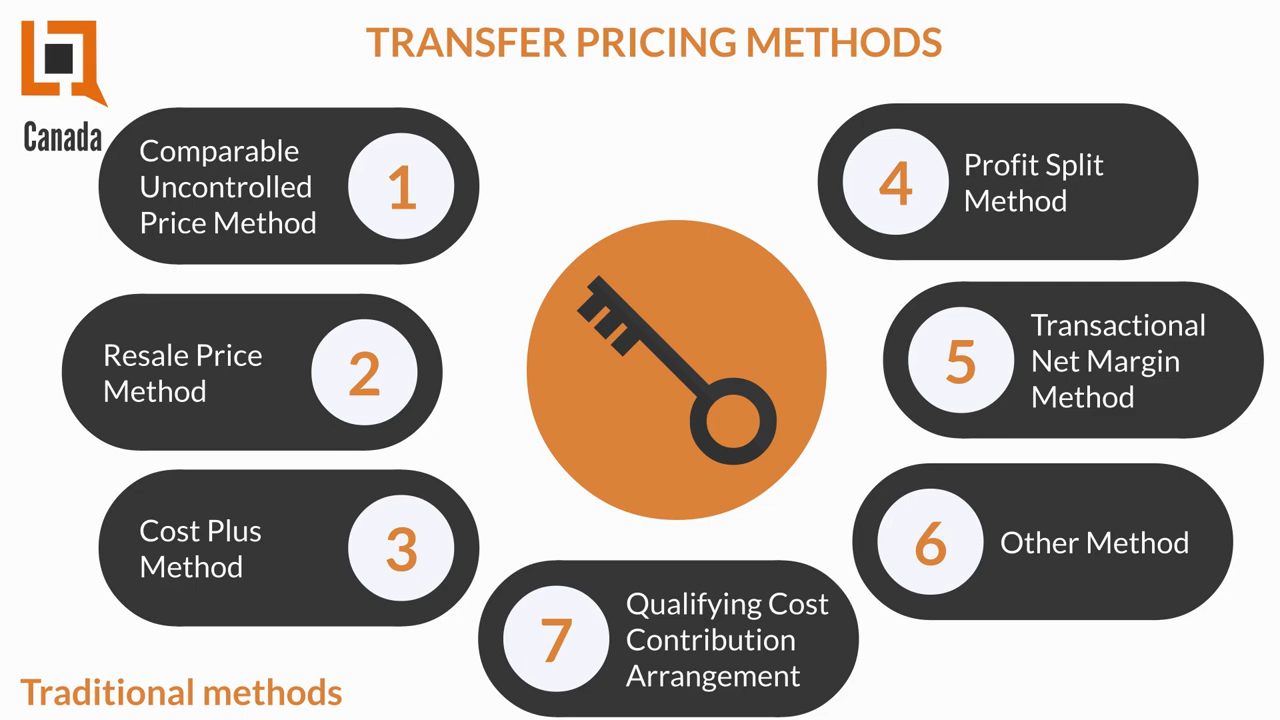 TRANSFER PRICING METHODS
Canada
Comparable
Uncontrolled
Price Method
1
Resale Price
Method
2
Cost Plus
Method
3
4
Profit Split
Method
5
Transactional
Net Margin
Method
6
Other Method
7
Qualifying Cost
Contribution
Arrangement
Traditional methods